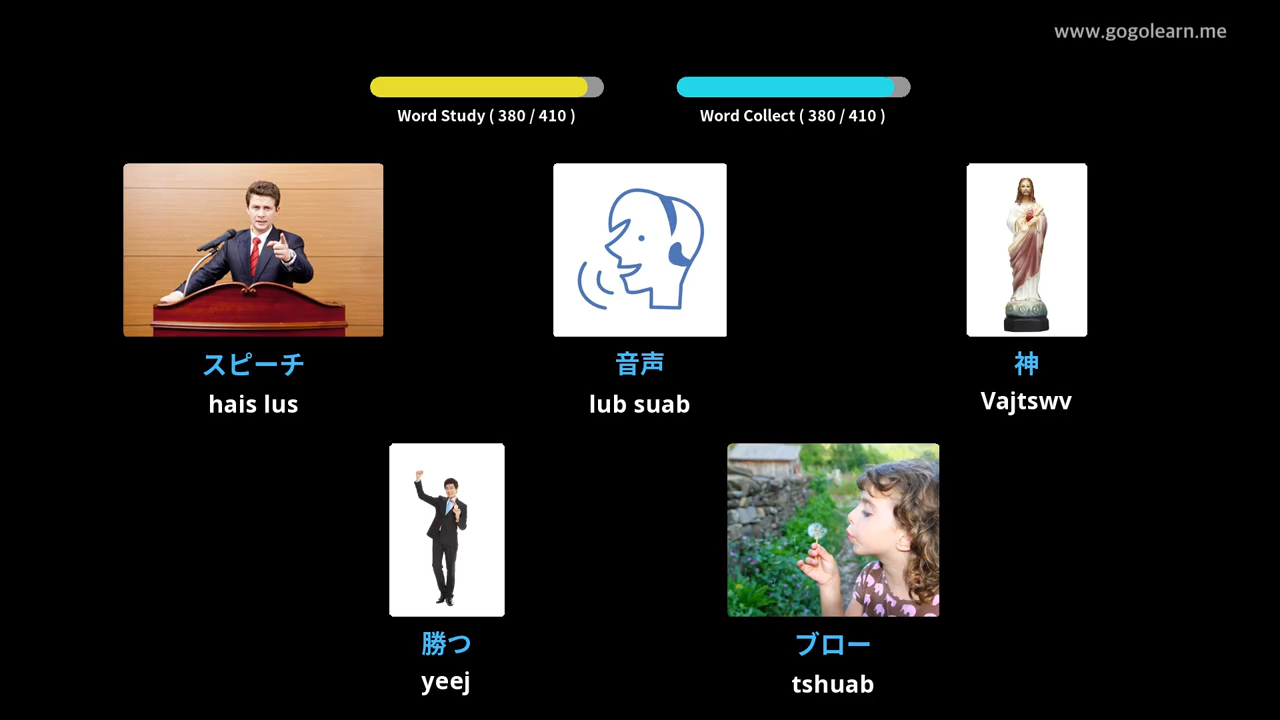 www.gogolearn.me
Word Study ( 380 / 410 )
Word Collect ( 380 / 410 )
スピーチ
hais lus
音声
lub suab
神
Vajtswv
勝つ
yeej
ブロー
tshuab